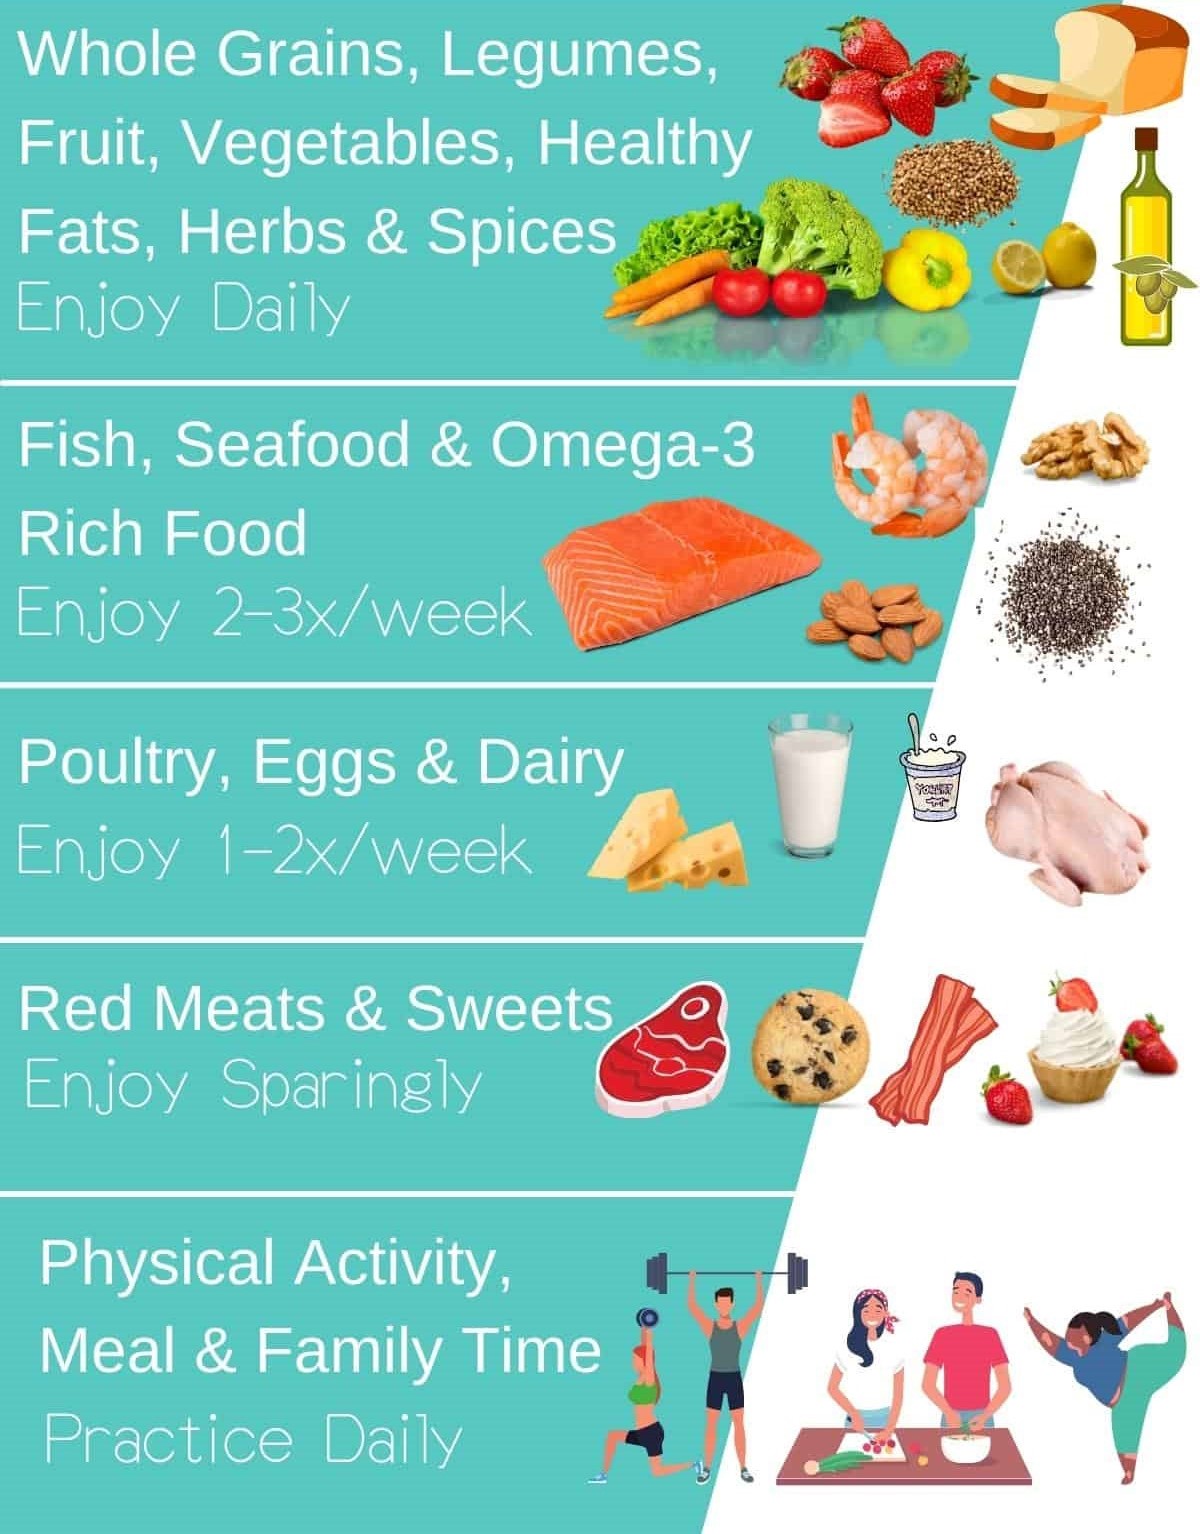 Whole Grains, Legumes,
Fruit, Vegetables, Healthy
Fats, Herbs & Spices
Enjoy Daily
Fish, Seafood & Omega-3
Rich Food
Enjoy 2-3x/week
Poultry, Eggs & Dairy
Enjoy 1-2x/week
YOGURT
Red Meats & Sweets
Enjoy Sparingly
Physical Activity,
Meal & Family Time
Practice Daily